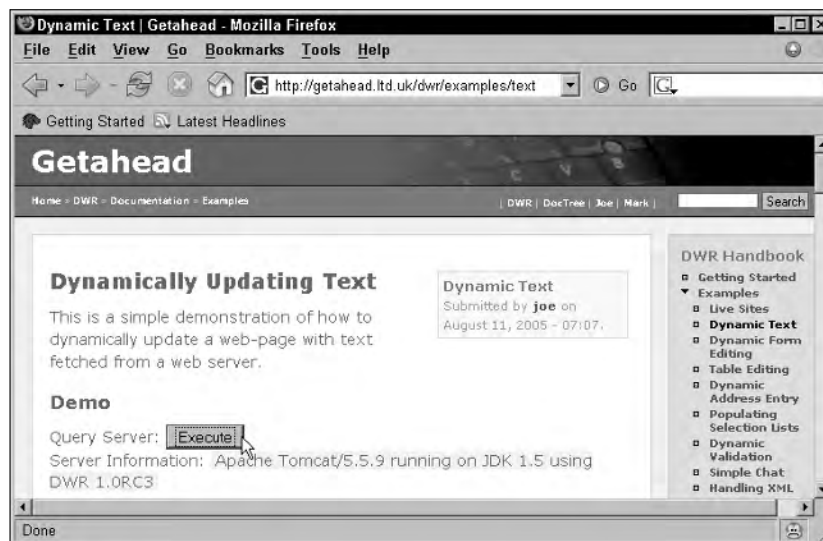 Dynamic Text | Getahead - Mozilla Firefox
File Edit View Go Bookmarks Tools Help
http://getahead.ltd.uk/dwr/examples/text Go G
Getting Started Latest Headlines
Getahead
Home » DWR » Documentation » Examples | DWR | DocTree | Joe | Mark | Search
Dynamically Updating Text
This is a simple demonstration of how to
dynamically update a web-page with text
fetched from a web server.
Dynamic Text
Submitted by joe on
August 11, 2005 - 07:07.
Demo
Query Server: Execute
Server Information: Apache Tomcat/5.5.9 running on JDK 1.5 using
DWR 1.0RC3
DWR Handbook
Getting Started
Examples
Live Sites
Dynamic Text
Dynamic Form
Editing
Table Editing
Dynamic
Address Entry
Populating
Selection Lists
Dynamic
Validation
Simple Chat
Handling XML
Done